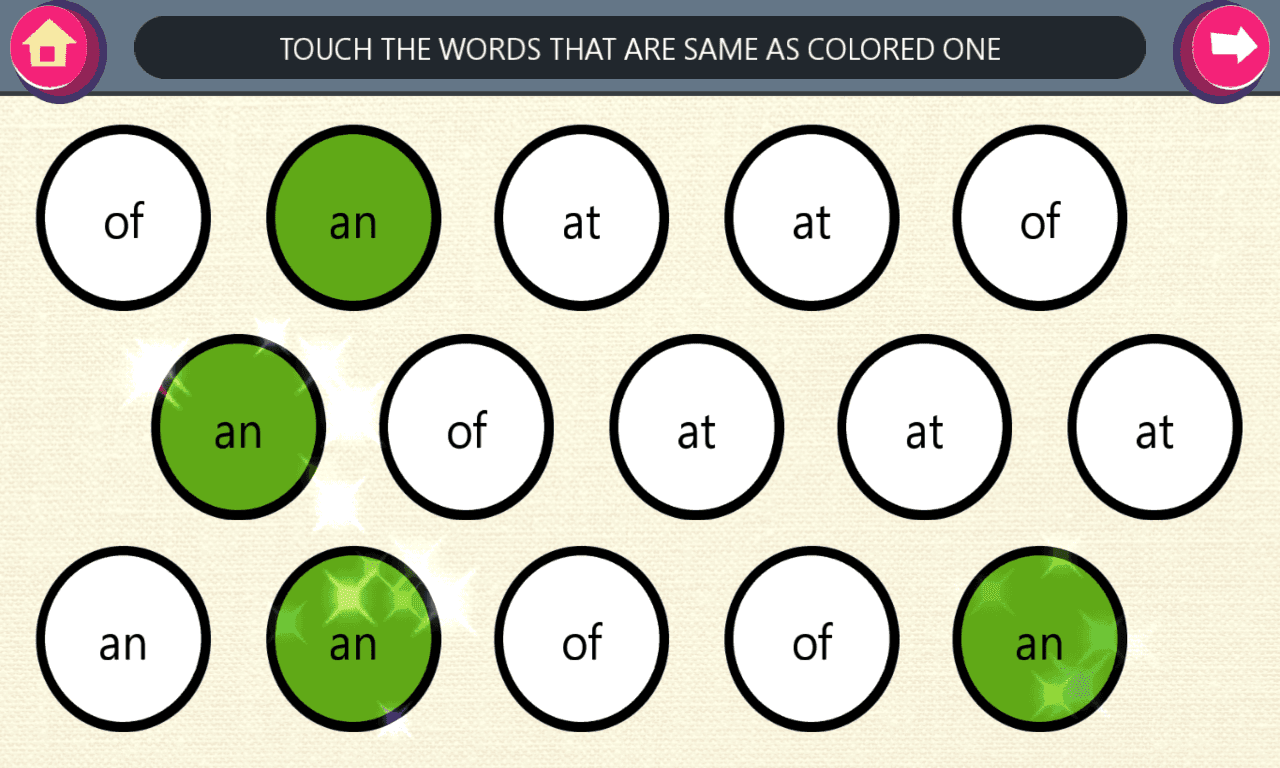 TOUCH THE WORDS THAT ARE SAME AS COLORED ONE
of an at at of
an of at at at
an an of of an